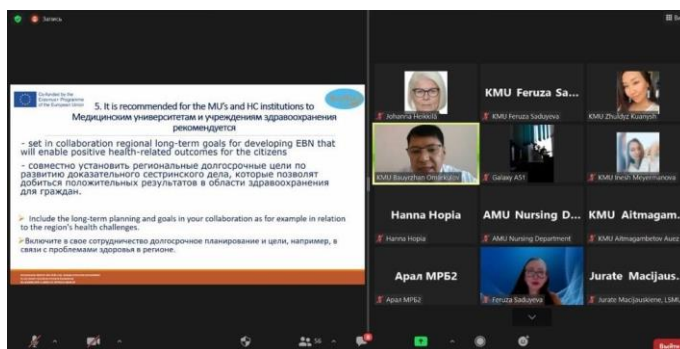 Запись
Co-funded by the
Erasmus+ Programme
of the European Union
5. It is recommended for the MU's and HC institutions to
Медицинским университетам и учреждениям здравоохранения
рекомендуется
- set in collaboration regional long-term goals for developing EBN that
will enable positive health-related outcomes for the citizens
- совместно установить региональные долгосрочные цели по
развитию доказательного сестринского дела, которые позволят
добиться положительных результатов в области здравоохранения
для граждан.
➢ Include the long-term planning and goals in your collaboration as for example in relation
to the region's health challenges.
➢Включите в свое сотрудничество долгосрочное планирование и цели, например, в
связи с проблемами здоровья в регионе.
Johanna Heikkilä
KMU Feruza Sa...
KMU Feruza Saduyeva
KMU Zhuldyz Kuanysh
KMU Bauyrzhan Omarkulov
Galaxy A51
KMU Inesh Meyermanova
Hanna Hopia
Hanna Hopia
AMU Nursing D...
AMU Nursing Department
KMU Aitmagam...
KMU Aitmagambetov Auez
Арал МРБ2
Арал МРБ2
Feruza Saduyeva
Jurate Macijaus...
Jurate Macijauskiene, LSMU
56
Выйти